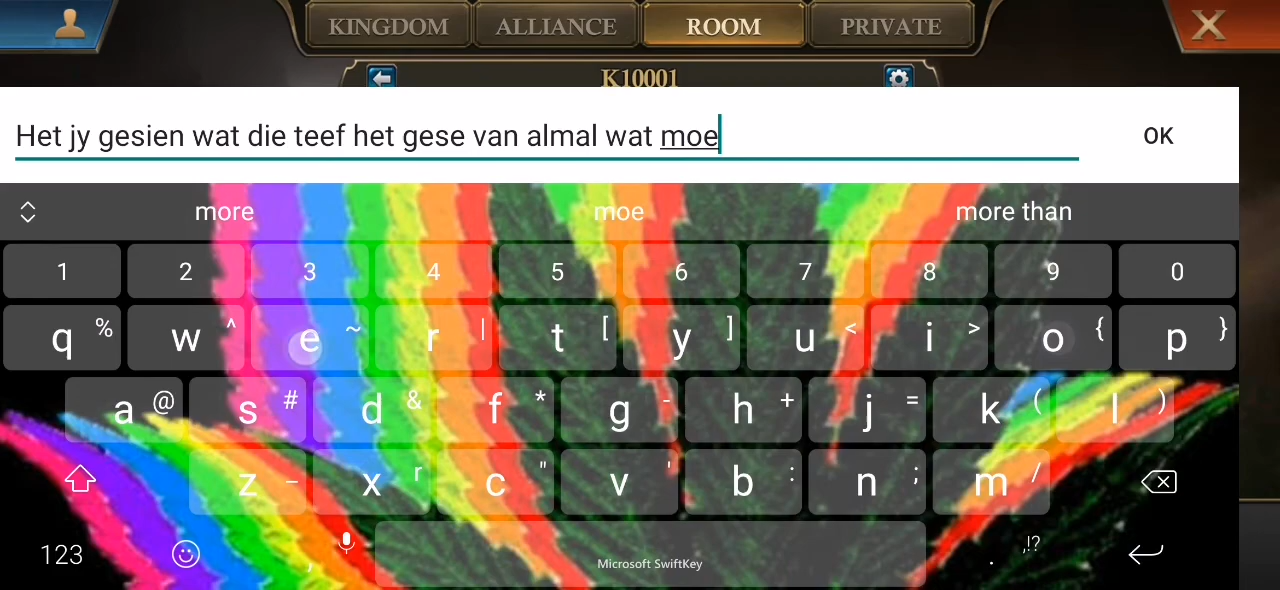 KINGDOM ALLIANCE ROOM PRIVATE
K10001
Het jy gesien wat die teef het gese van almal wat moe OK
more moe more than
1 2 3 4 5 6 7 8 9 0
q % w ^ e ~ r | t [ y ] u < i > o { p }
a @ s # d & f * g - h + j = k ( l )
z _ x r c " v ' b : n ; m /
123 , Microsoft SwiftKey . ,!?